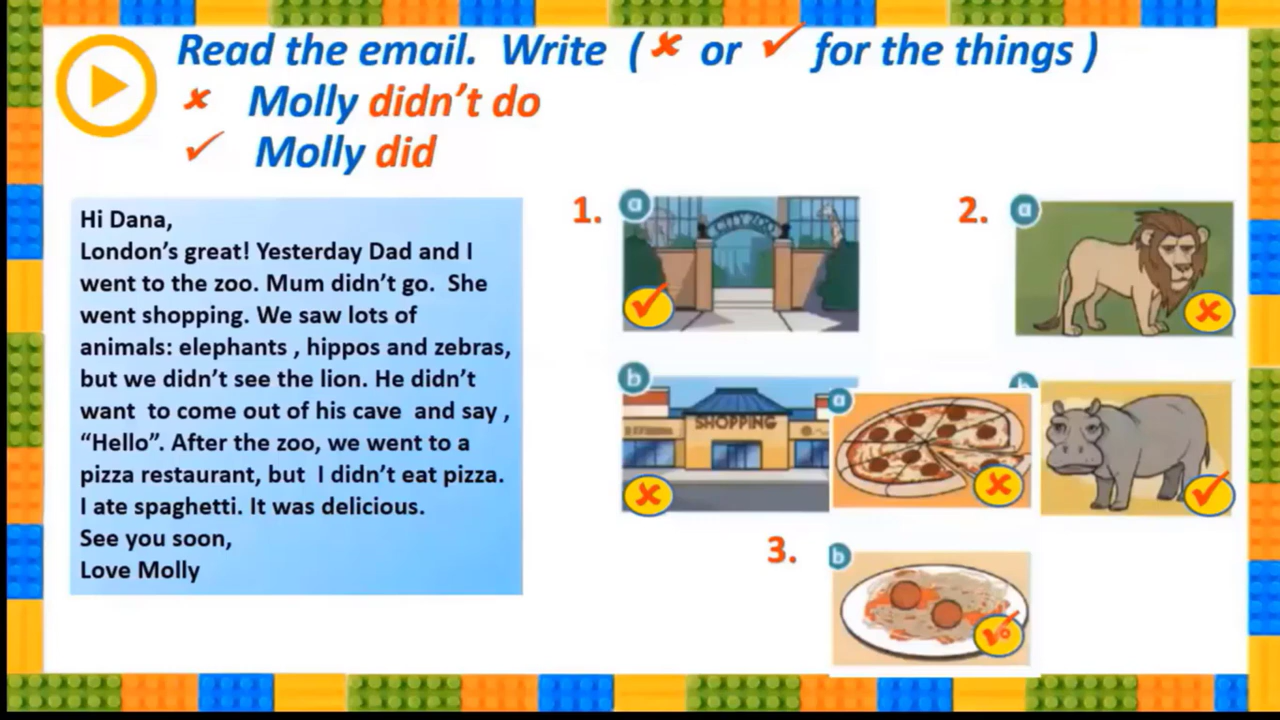 Read the email. Write (✘ or ✓ for the things )
✘ Molly didn't do
✓ Molly did
Hi Dana,
London's great! Yesterday Dad and I
went to the zoo. Mum didn't go. She
went shopping. We saw lots of
animals: elephants , hippos and zebras,
but we didn't see the lion. He didn't
want to come out of his cave and say ,
"Hello". After the zoo, we went to a
pizza restaurant, but I didn't eat pizza.
I ate spaghetti. It was delicious.
See you soon,
Love Molly
1.
a
CITY ZOO
b
SHOPPING
2.
a
b
3.
a
b